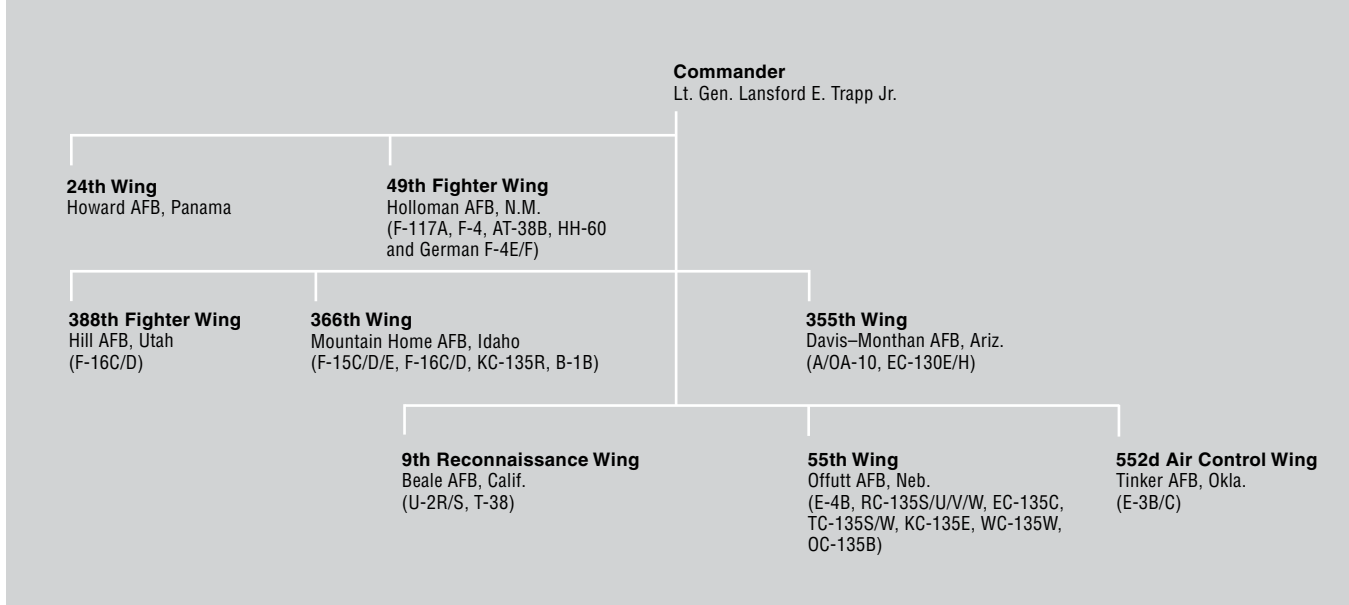 Commander
Lt. Gen. Lansford E. Trapp Jr.
24th Wing
Howard AFB, Panama
49th Fighter Wing
Holloman AFB, N.M.
(F-117A, F-4, AT-38B, HH-60
and German F-4E/F)
388th Fighter Wing
Hill AFB, Utah
(F-16C/D)
366th Wing
Mountain Home AFB, Idaho
(F-15C/D/E, F-16C/D, KC-135R, B-1B)
355th Wing
Davis–Monthan AFB, Ariz.
(A/OA-10, EC-130E/H)
9th Reconnaissance Wing
Beale AFB, Calif.
(U-2R/S, T-38)
55th Wing
Offutt AFB, Neb.
(E-4B, RC-135S/U/V/W, EC-135C,
TC-135S/W, KC-135E, WC-135W,
OC-135B)
552d Air Control Wing
Tinker AFB, Okla.
(E-3B/C)